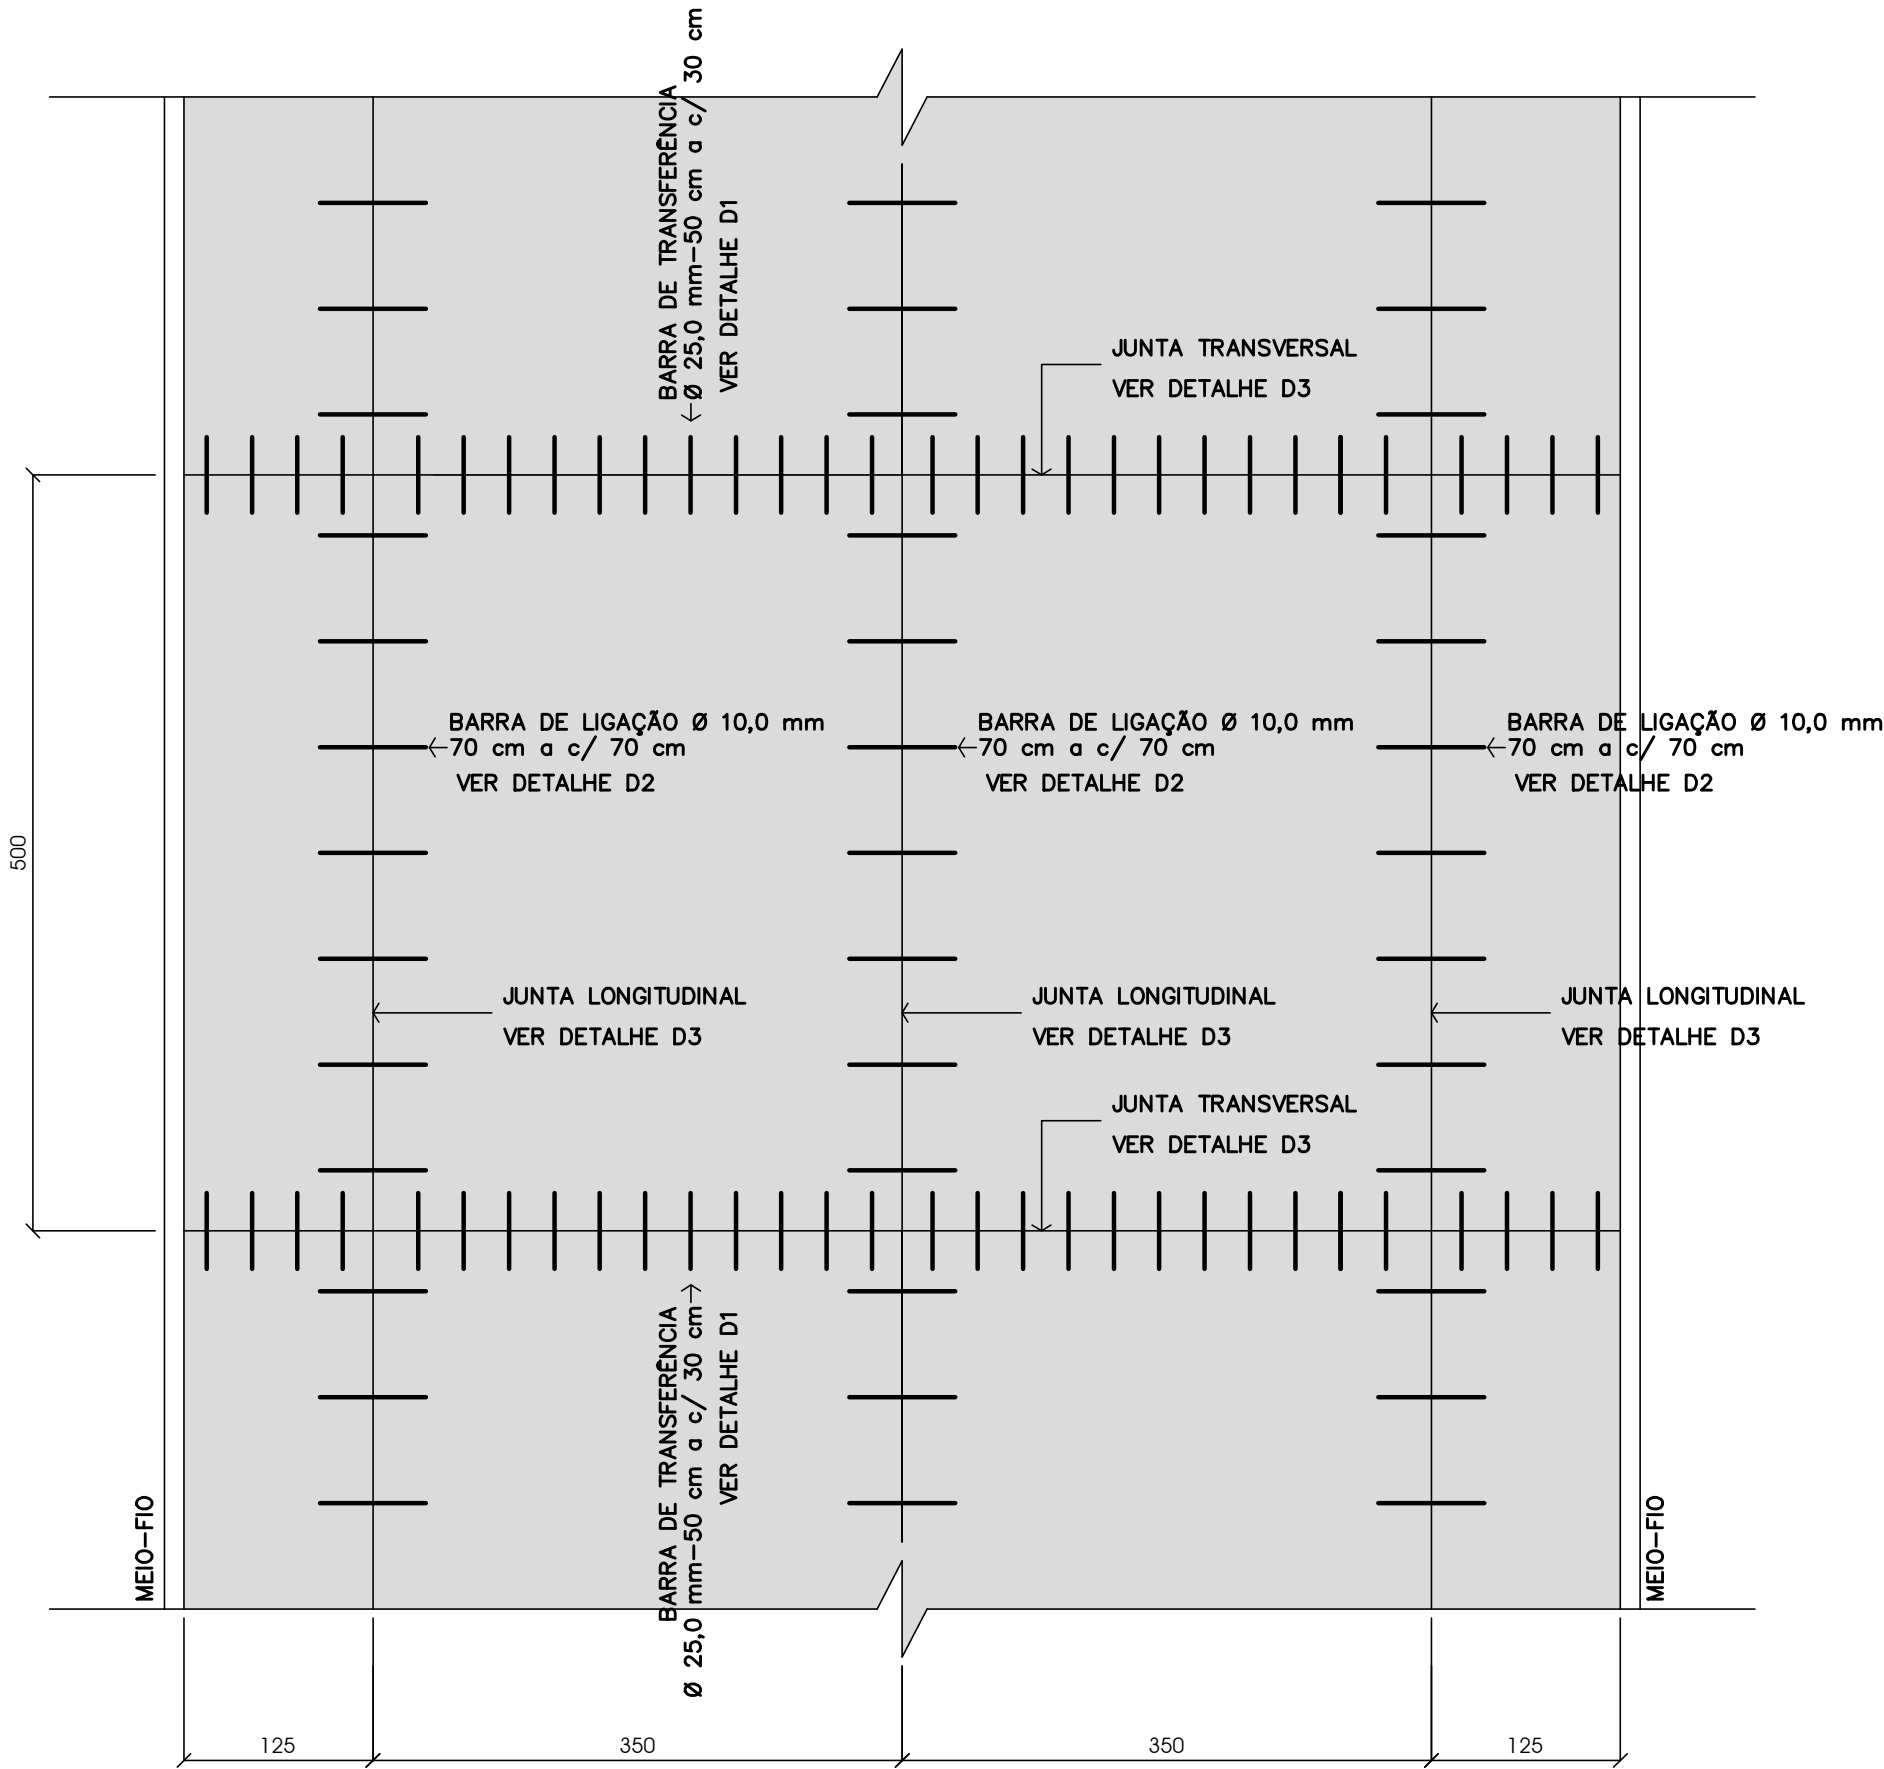 BARRA DE TRANSFERÊNCIA
Ø 25,0 mm-50 cm a c/ 30 cm
VER DETALHE D1
JUNTA TRANSVERSAL
VER DETALHE D3
BARRA DE LIGAÇÃO Ø 10,0 mm
70 cm a c/ 70 cm
VER DETALHE D2
BARRA DE LIGAÇÃO Ø 10,0 mm
70 cm a c/ 70 cm
VER DETALHE D2
BARRA DE LIGAÇÃO Ø 10,0 mm
70 cm a c/ 70 cm
VER DETALHE D2
500
JUNTA LONGITUDINAL
VER DETALHE D3
JUNTA LONGITUDINAL
VER DETALHE D3
JUNTA LONGITUDINAL
VER DETALHE D3
JUNTA TRANSVERSAL
VER DETALHE D3
BARRA DE TRANSFERÊNCIA
Ø 25,0 mm-50 cm a c/ 30 cm
VER DETALHE D1
MEIO-FIO
MEIO-FIO
125
350
350
125